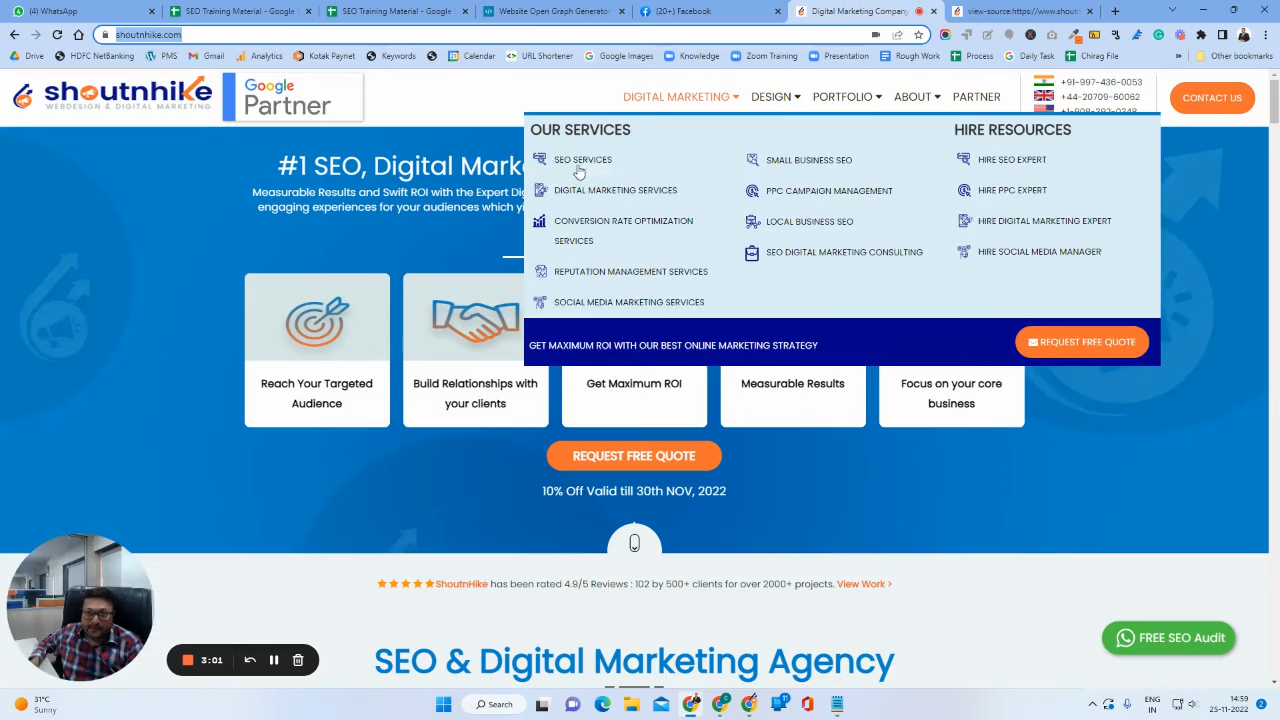 (5) WhatsApp
SEO Training Material
SEO Training Material
Webinars
(20+) Facebook
Digital Marketing Company
view-source:https://www.shoutn
shoutnhike.com
Drive
HDFC NetBanking
PMS
Gmail
Analytics
Kotak Paynet
Keywords
Calendar
URL Shortener
Google Images
Zoom Training
Presentation
Rough Work
Process
Daily Task
Chirag File
»
Other bookmarks
shoutnhike
WEBDESIGN & DIGITAL MARKETING
Google
Partner
DIGITAL MARKETING
DESIGN
PORTFOLIO
ABOUT
PARTNER
+91-997-436-0053
+44-20709-60062
+1-908-392-0348
CONTACT US
#1 SEO, Digital Marke
Measurable Results and Swift ROI with the Expert Dig
engaging experiences for your audiences which yi
OUR SERVICES
SEO SERVICES
DIGITAL MARKETING SERVICES
CONVERSION RATE OPTIMIZATION
SERVICES
REPUTATION MANAGEMENT SERVICES
SOCIAL MEDIA MARKETING SERVICES
SMALL BUSINESS SEO
PPC CAMPAIGN MANAGEMENT
LOCAL BUSINESS SEO
SEO DIGITAL MARKETING CONSULTING
HIRE RESOURCES
HIRE SEO EXPERT
HIRE PPC EXPERT
HIRE DIGITAL MARKETING EXPERT
HIRE SOCIAL MEDIA MANAGER
GET MAXIMUM ROI WITH OUR BEST ONLINE MARKETING STRATEGY
REQUEST FREE QUOTE
Reach Your Targeted
Audience
Build Relationships with
your clients
Get Maximum ROI
Measurable Results
Focus on your core
business
REQUEST FREE QUOTE
10% Off Valid till 30th NOV, 2022
ShoutnHike has been rated 4.9/5 Reviews : 102 by 500+ clients for over 2000+ projects. View Work >
SEO & Digital Marketing Agency
FREE SEO Audit
3:01
31°C
Sunny
Search
ENG
IN
14:59
25-11-2022